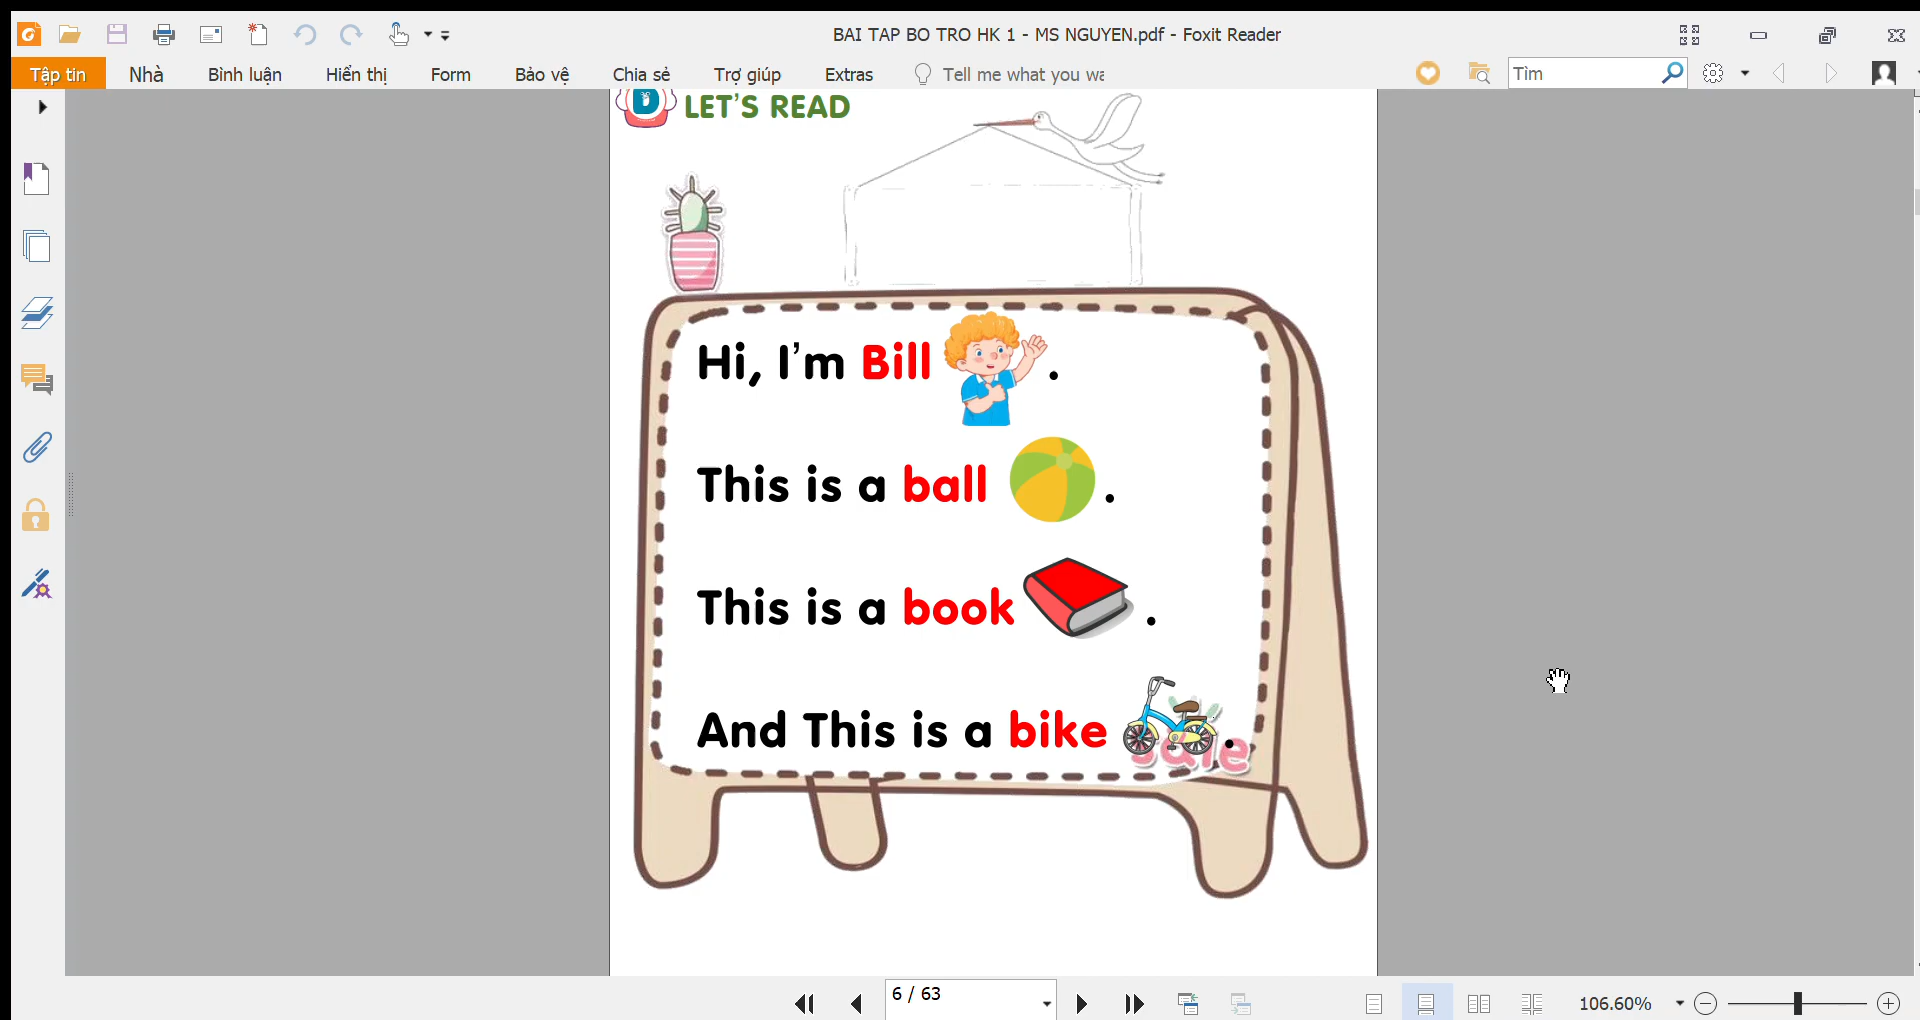 BAI TAP BO TRO HK 1 - MS NGUYEN.pdf - Foxit Reader
Tập tin Nhà Bình luận Hiển thị Form Bảo vệ Chia sẻ Trợ giúp Extras Tell me what you wa Tìm
LET'S READ
Hi, I'm Bill .
This is a ball .
This is a book .
And This is a bike .
sale
6 / 63
106.60%